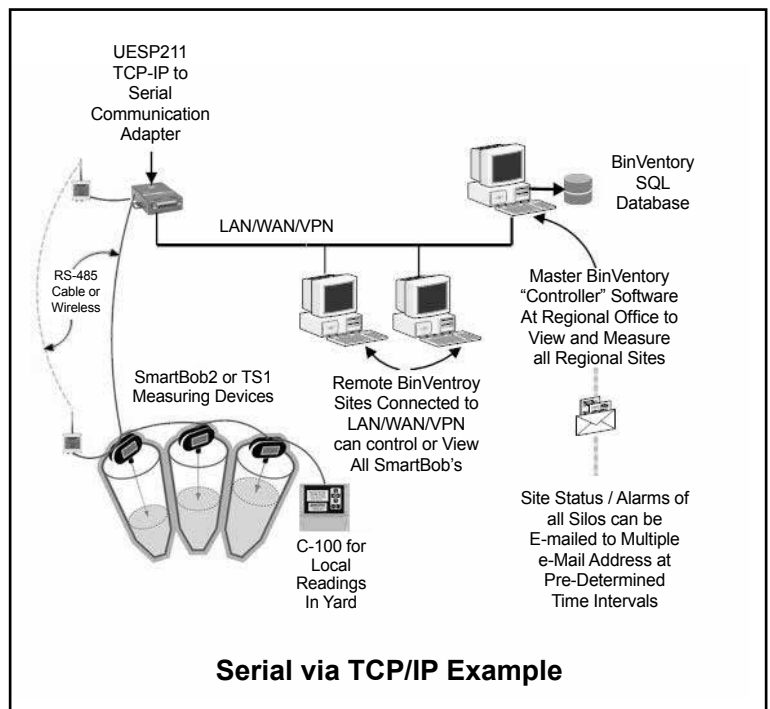 UESP211
TCP-IP to
Serial
Communication
Adapter
BinVentory
SQL
Database
LAN/WAN/VPN
RS-485
Cable or
Wireless
Master BinVentory
“Controller” Software
At Regional Office to
View and Measure
all Regional Sites
SmartBob2 or TS1
Measuring Devices
Remote BinVentroy
Sites Connected to
LAN/WAN/VPN
can control or View
All SmartBob's
C-100 for
Local
Readings
In Yard
Site Status / Alarms of
all Silos can be
E-mailed to Multiple
e-Mail Address at
Pre-Determined
Time Intervals
Serial via TCP/IP Example